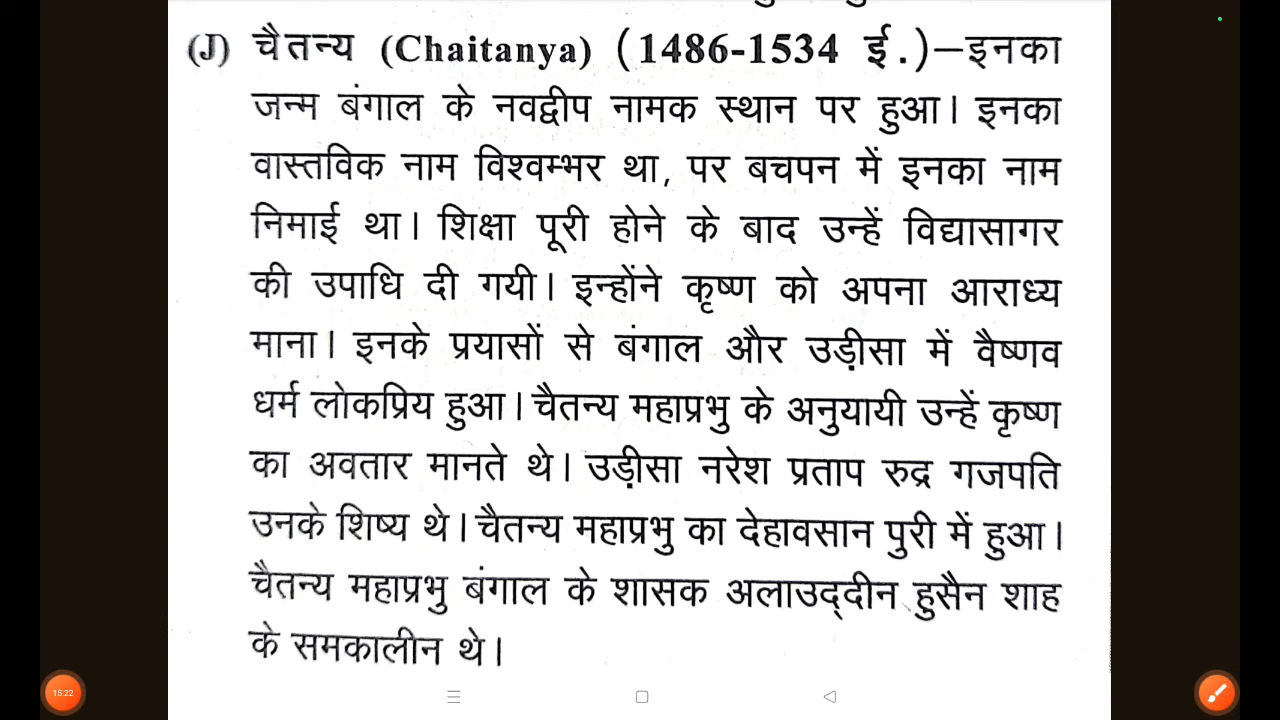 (J) चैतन्य (Chaitanya) (1486-1534 ई.)–इनका
जन्म बंगाल के नवद्वीप नामक स्थान पर हुआ। इनका
वास्तविक नाम विश्वम्भर था, पर बचपन में इनका नाम
निमाई था। शिक्षा पूरी होने के बाद उन्हें विद्यासागर
की उपाधि दी गयी। इन्होंने कृष्ण को अपना आराध्य
माना। इनके प्रयासों से बंगाल और उड़ीसा में वैष्णव
धर्म लोकप्रिय हुआ। चैतन्य महाप्रभु के अनुयायी उन्हें कृष्ण
का अवतार मानते थे। उड़ीसा नरेश प्रताप रुद्र गजपति
उनके शिष्य थे। चैतन्य महाप्रभु का देहावसान पुरी में हुआ।
चैतन्य महाप्रभु बंगाल के शासक अलाउद्दीन हुसैन शाह
के समकालीन थे।
15:22